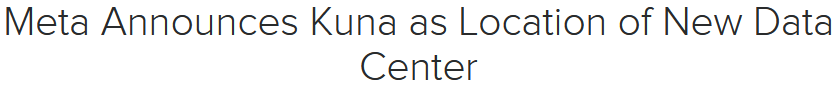 Meta Announces Kuna as Location of New Data
Center